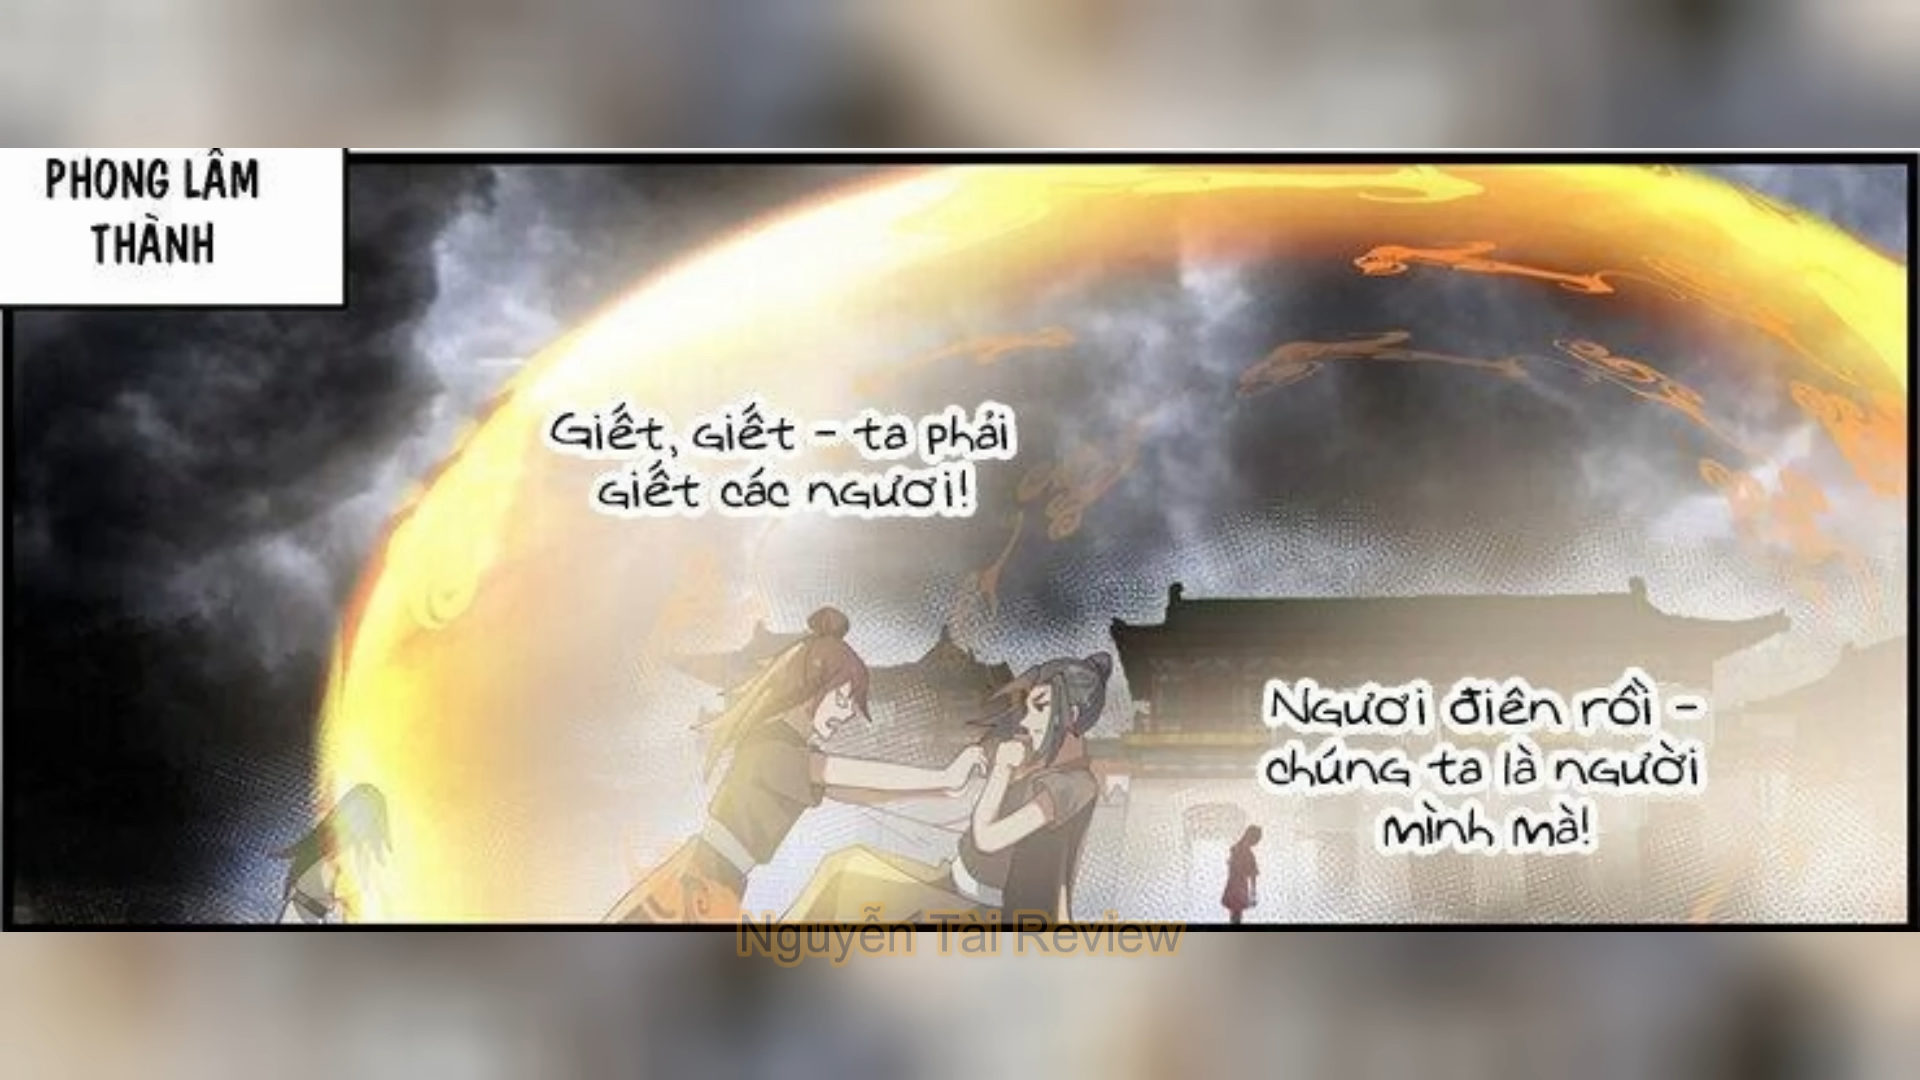 PHONG LÂM
THÀNH
Giết, giết - ta phải
giết các ngươi!
Ngươi điên rồi -
chúng ta là người
mình mà!
Nguyễn Tài Review